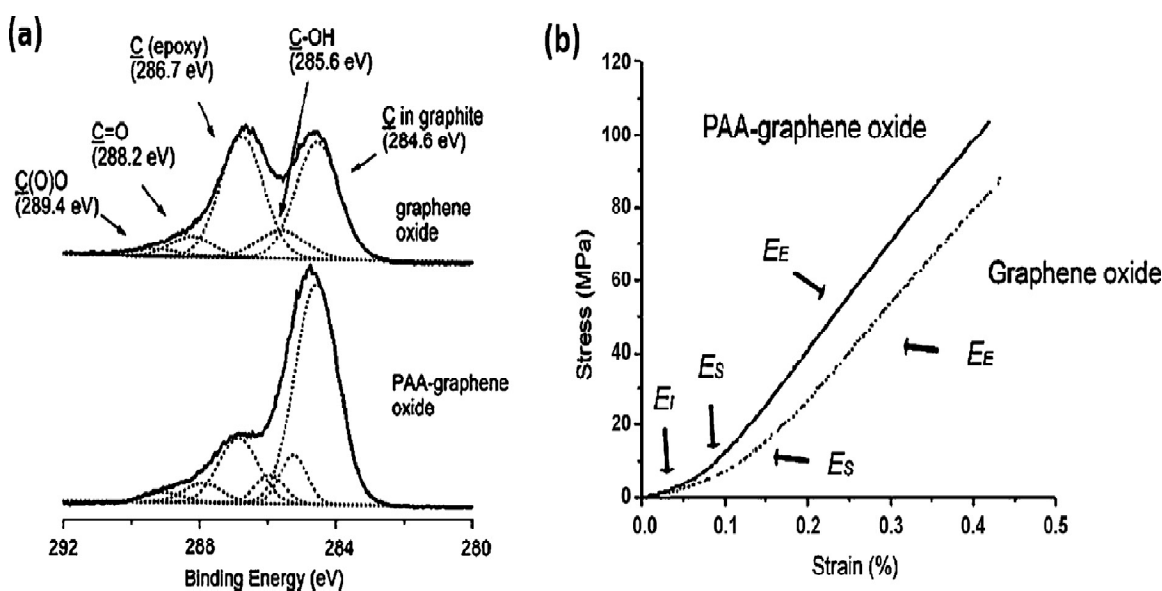 (a)
C-OH
(285.6 eV)
C (epoxy)
(286.7 eV)
C=O
(288.2 eV)
C in graphite
(284.6 eV)
C(O)O
(289.4 eV)
graphene
oxide
PAA-graphene
oxide
292 288 284 280
Binding Energy (eV)
(b)
120
100
80
60
40
20
0
Stress (MPa)
PAA-graphene oxide
Graphene oxide
EE
EE
ES
EI
ES
0.0 0.1 0.2 0.3 0.4 0.5
Strain (%)